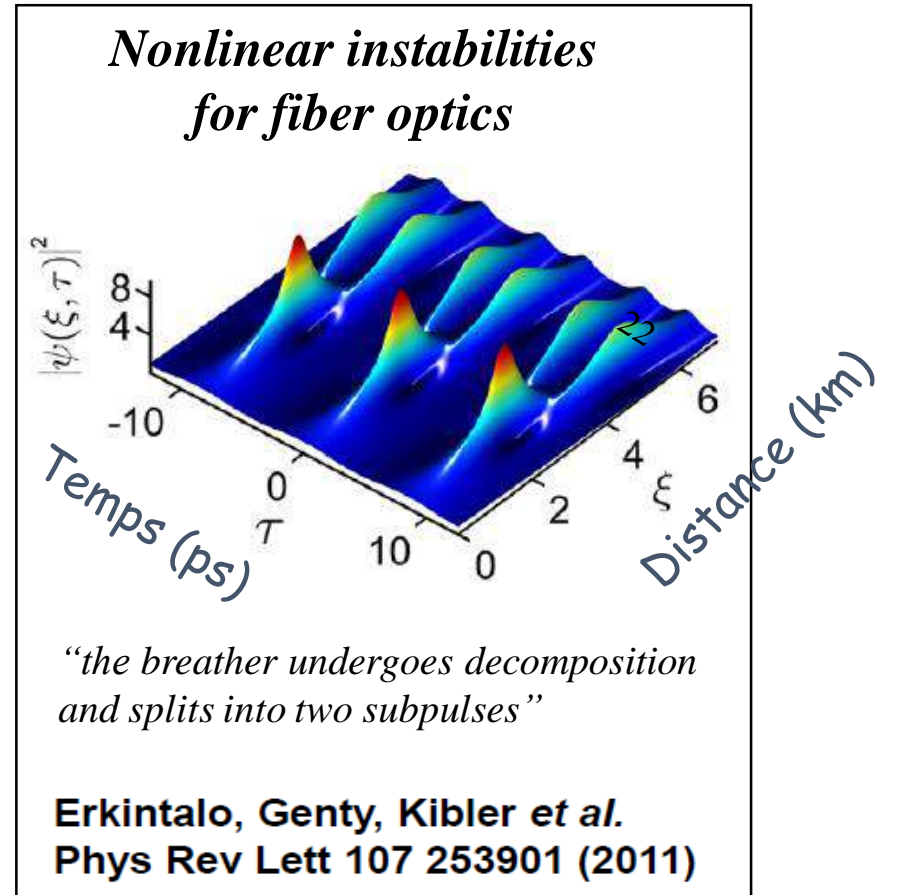 Nonlinear instabilities
for fiber optics
|ψ(ξ, τ)|²
8
4
-10
0
10
τ
Temps (ps)
0
2
4
6
ξ
Distance (km)
22
“the breather undergoes decomposition
and splits into two subpulses”
Erkintalo, Genty, Kibler et al.
Phys Rev Lett 107 253901 (2011)